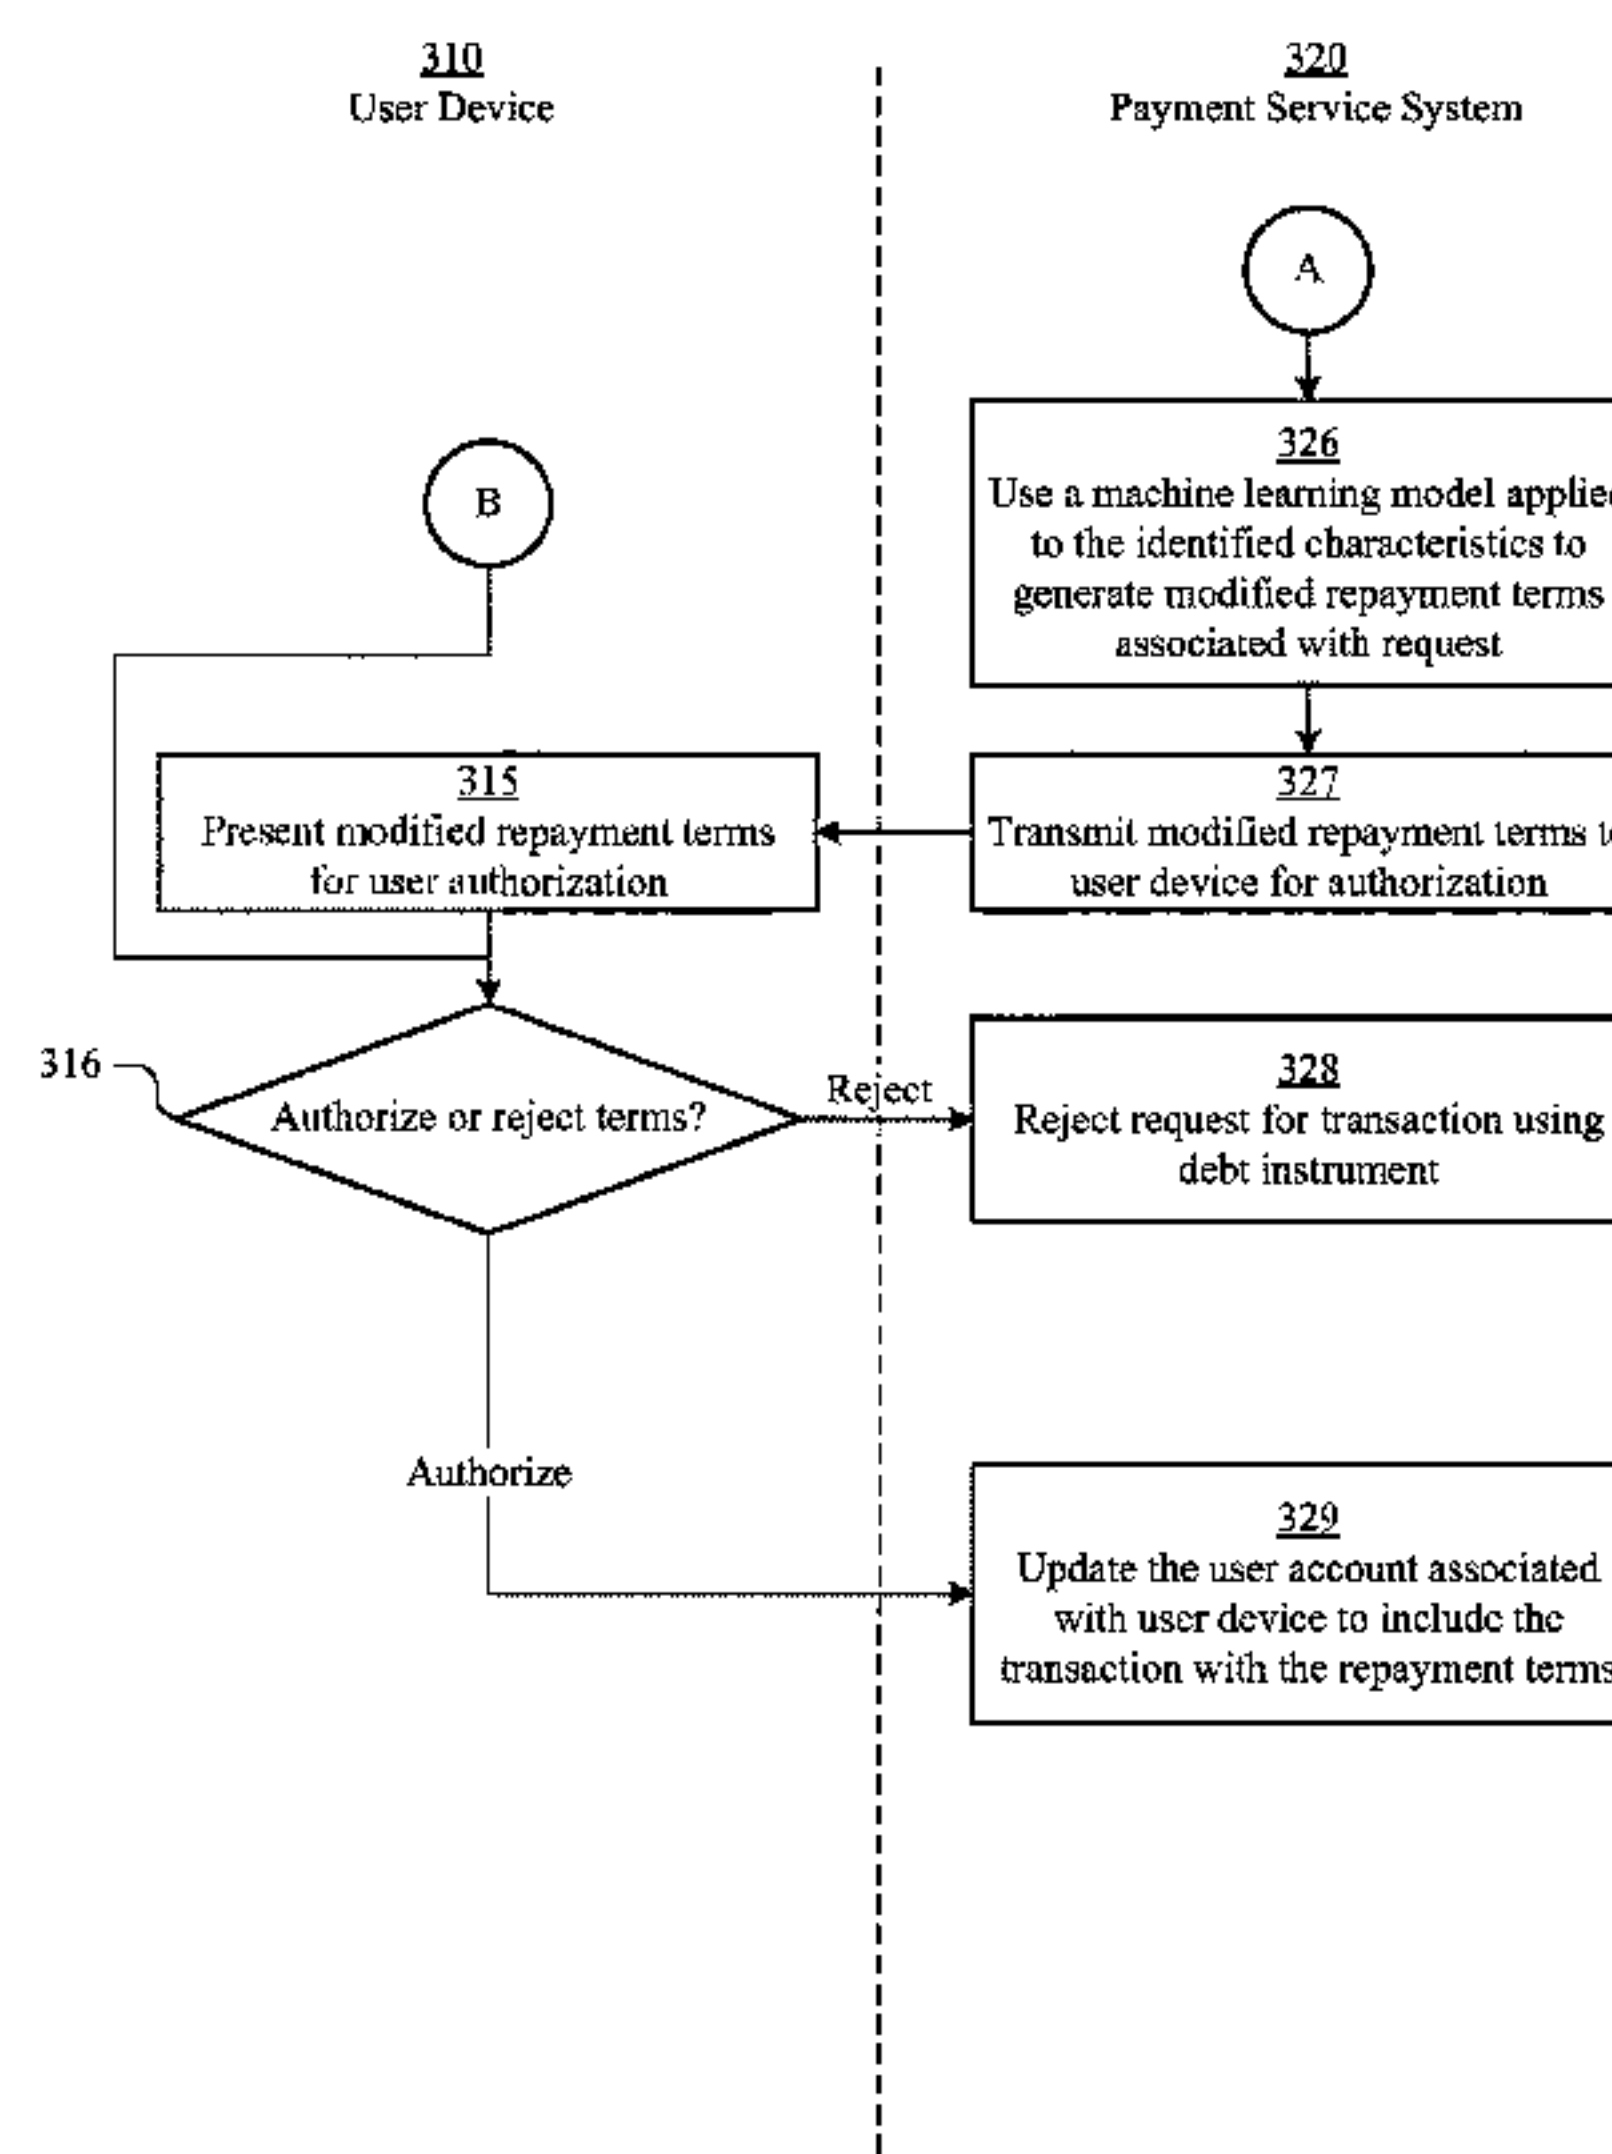 310
User Device
320
Payment Service System
A
326
Use a machine learning model applied
to the identified characteristics to
generate modified repayment terms
associated with request
B
315
Present modified repayment terms
for user authorization
327
Transmit modified repayment terms to
user device for authorization
316
Authorize or reject terms?
Reject
328
Reject request for transaction using
debt instrument
Authorize
329
Update the user account associated
with user device to include the
transaction with the repayment terms